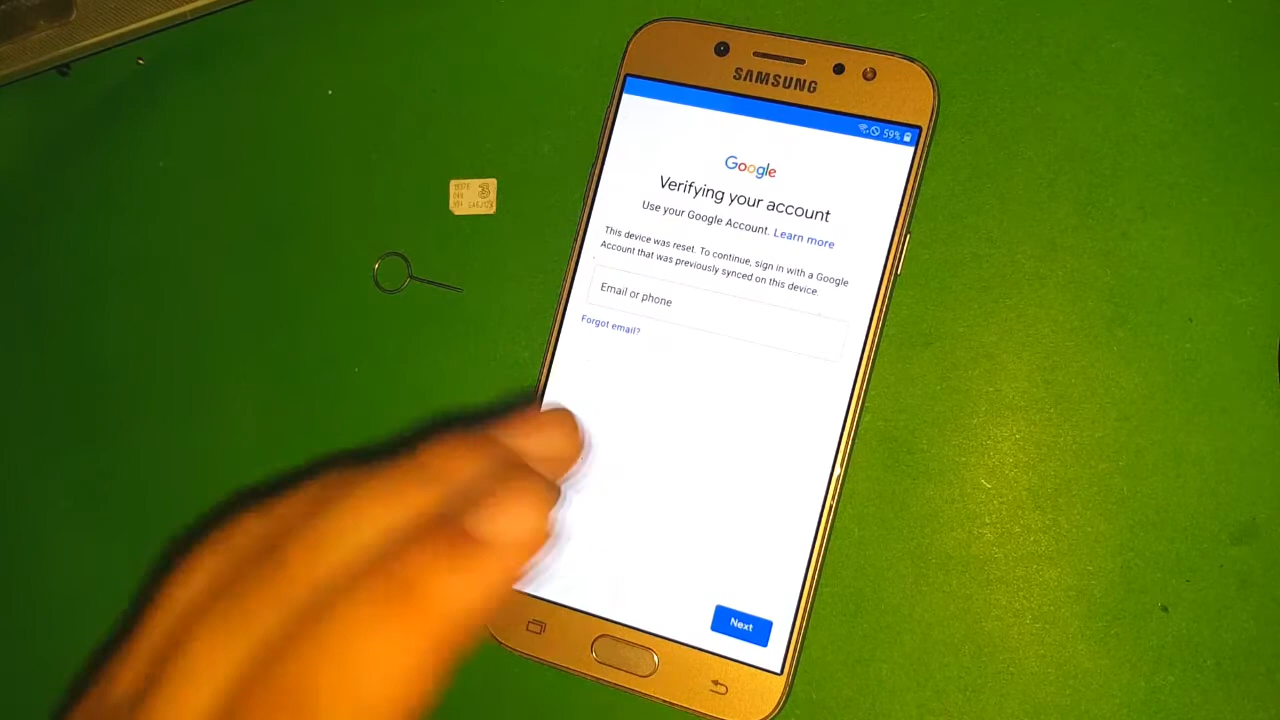 SAMSUNG
59%
Google
Verifying your account
Use your Google Account. Learn more
This device was reset. To continue, sign in with a Google
Account that was previously synced on this device.
Email or phone
Forgot email?
Next
3